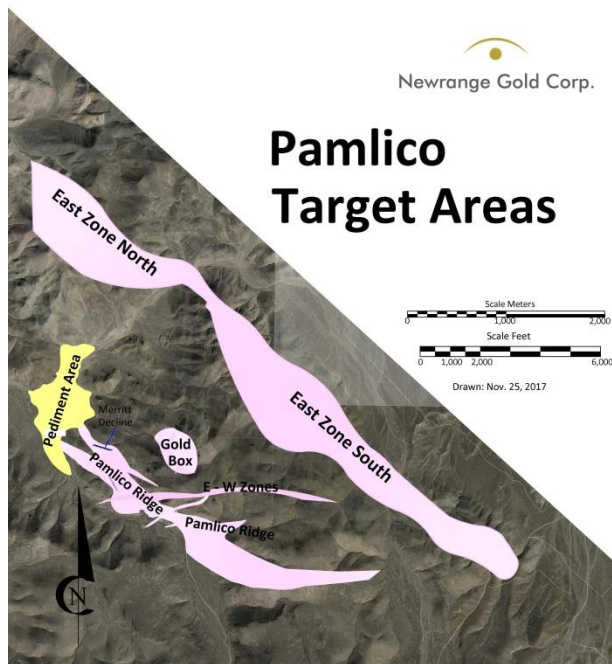 Newrange Gold Corp.
Pamlico
Target Areas
Scale Meters
0 1,000 2,000
Scale Feet
0 1,000 2,000 6,000
Drawn: Nov. 25, 2017
East Zone North
East Zone South
Pediment Area
Merritt
Decline
Gold
Box
Pamlico Ridge
E - W Zones
Pamlico Ridge
N